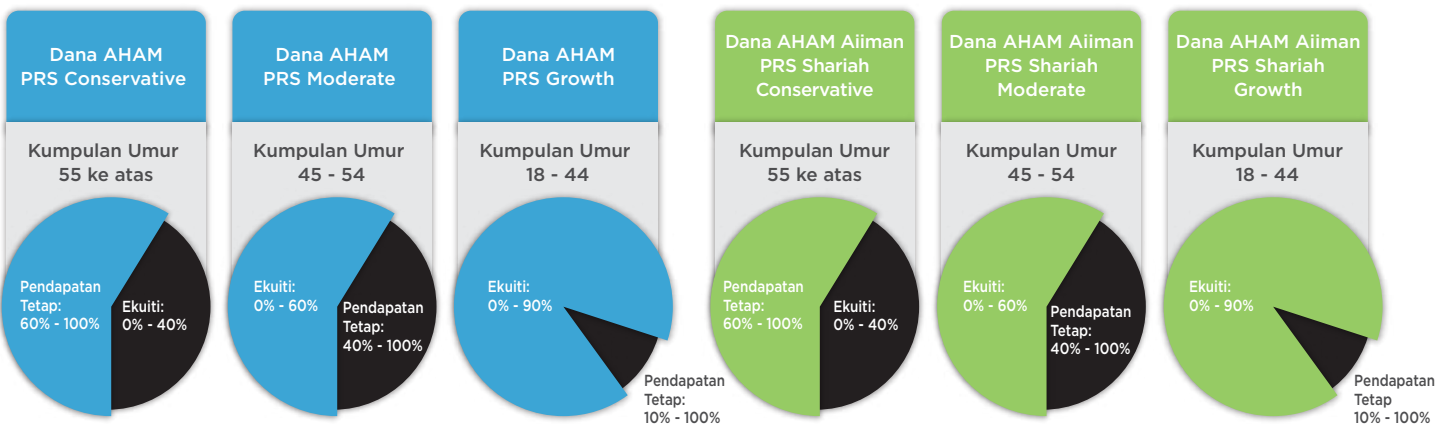 Dana AHAM
PRS Conservative
Kumpulan Umur
55 ke atas
Pendapatan
Tetap:
60% - 100%
Ekuiti:
0% - 40%
Dana AHAM
PRS Moderate
Kumpulan Umur
45 - 54
Ekuiti:
0% - 60%
Pendapatan
Tetap:
40% - 100%
Dana AHAM
PRS Growth
Kumpulan Umur
18 - 44
Ekuiti:
0% - 90%
Pendapatan
Tetap:
10% - 100%
Dana AHAM Aiiman
PRS Shariah
Conservative
Kumpulan Umur
55 ke atas
Pendapatan
Tetap:
60% - 100%
Ekuiti:
0% - 40%
Dana AHAM Aiiman
PRS Shariah
Moderate
Kumpulan Umur
45 - 54
Ekuiti:
0% - 60%
Pendapatan
Tetap:
40% - 100%
Dana AHAM Aiiman
PRS Shariah
Growth
Kumpulan Umur
18 - 44
Ekuiti:
0% - 90%
Pendapatan
Tetap
10% - 100%